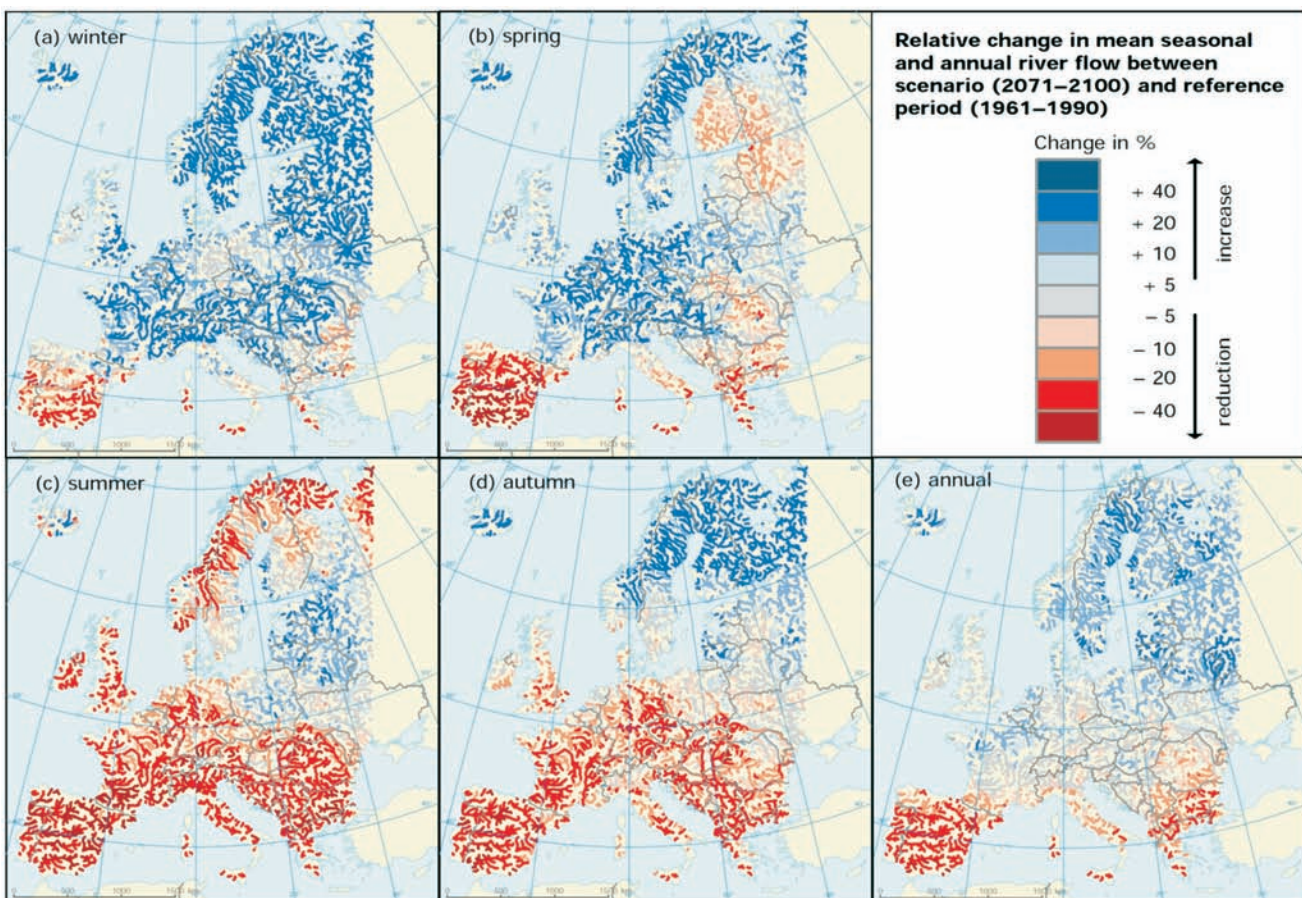 (a) winter
(b) spring
Relative change in mean seasonal
and annual river flow between
scenario (2071–2100) and reference
period (1961–1990)
Change in %
+ 40
+ 20
+ 10
+ 5
– 5
– 10
– 20
– 40
increase
reduction
(c) summer
(d) autumn
(e) annual